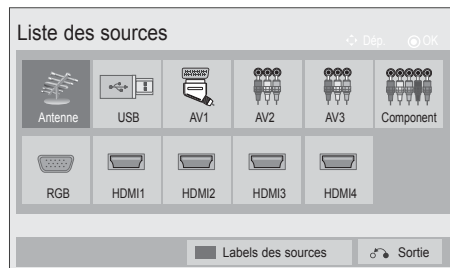 Liste des sources
Dép. OK
Antenne USB AV1 AV2 AV3 Component
RGB HDMI1 HDMI2 HDMI3 HDMI4
Labels des sources Sortie